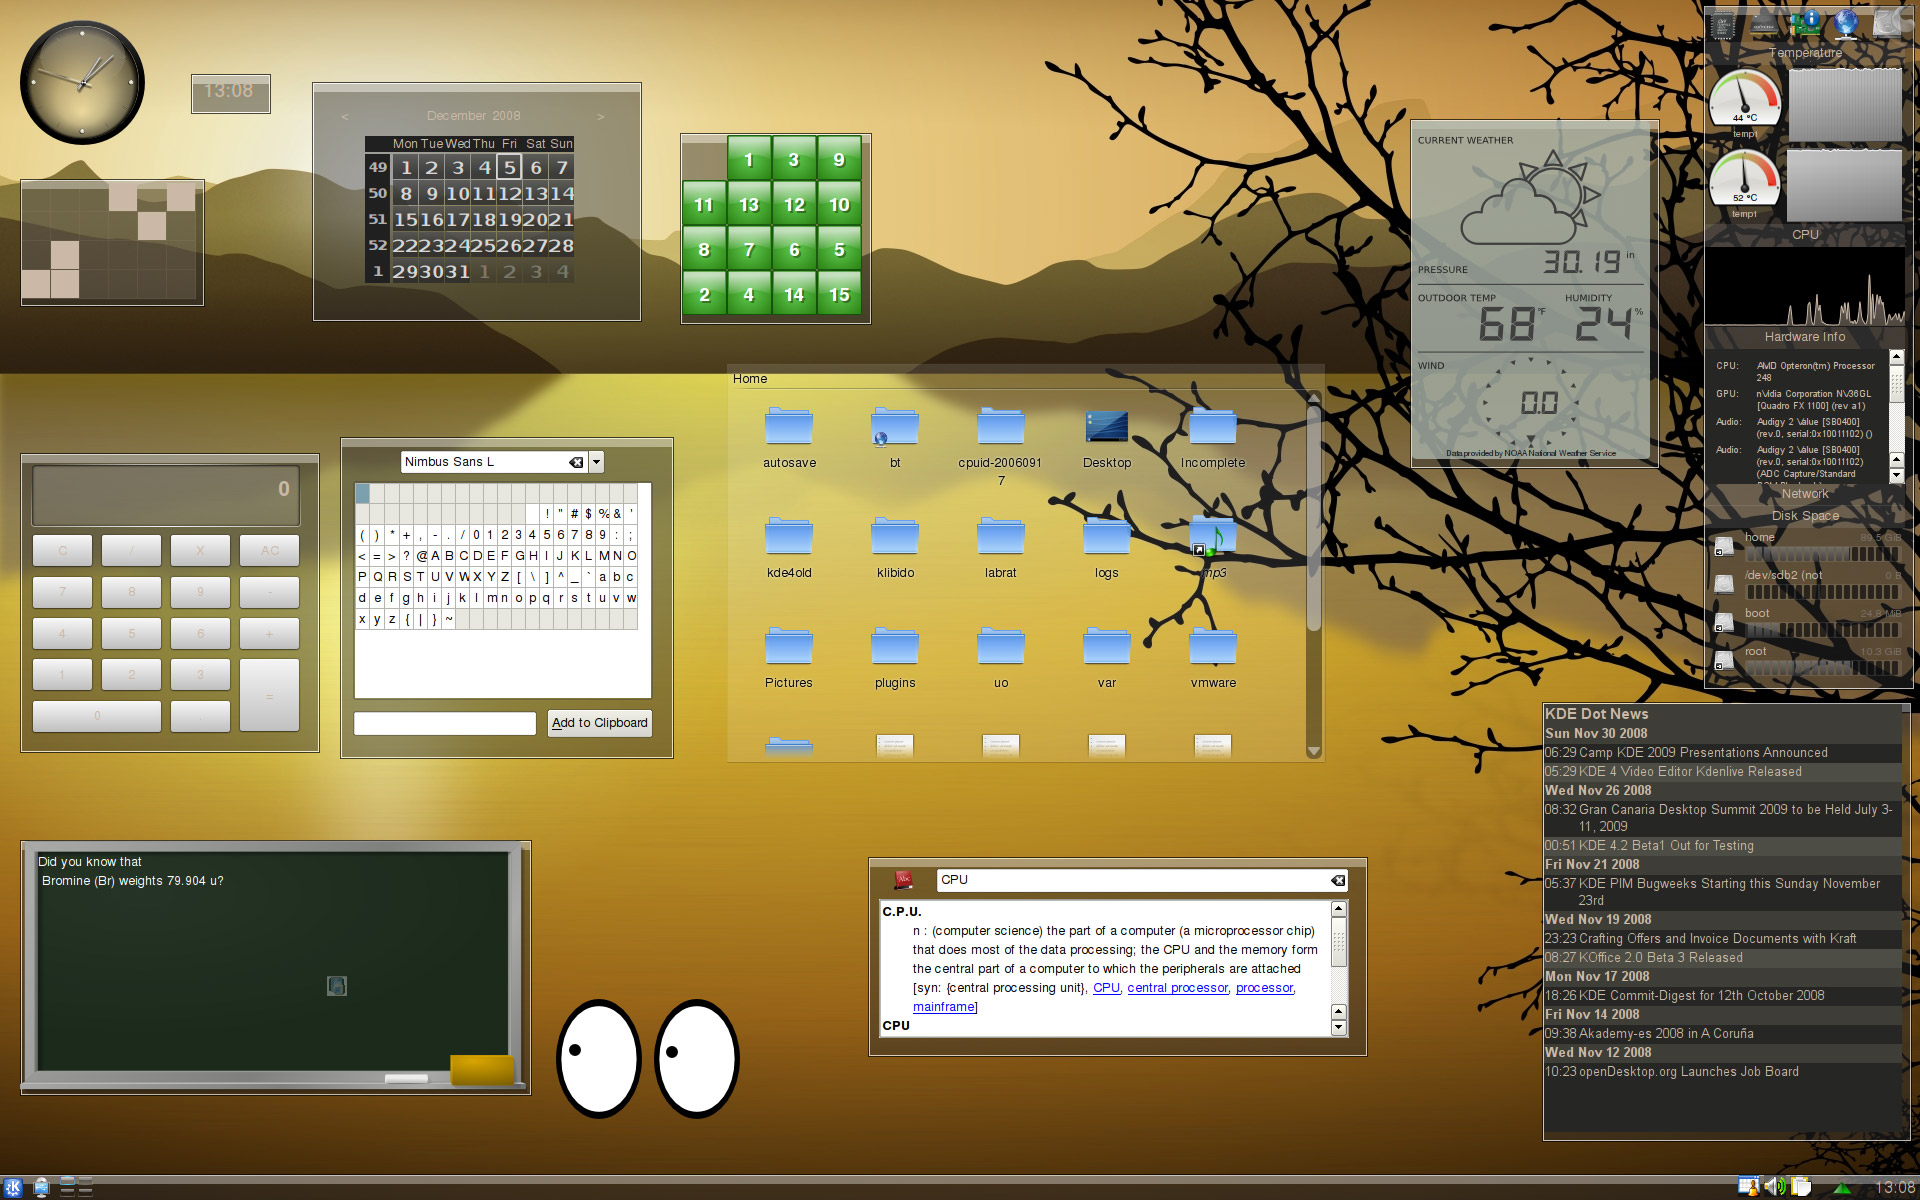 13:08
< December 2008 >
Mon Tue Wed Thu Fri Sat Sun
49 1 2 3 4 5 6 7
50 8 9 10 11 12 13 14
51 15 16 17 18 19 20 21
52 22 23 24 25 26 27 28
1 29 30 31 1 2 3 4
1 3 9
11 13 12 10
8 7 6 5
2 4 14 15
CURRENT WEATHER
30.19 in
PRESSURE
OUTDOOR TEMP HUMIDITY
68 °F 24 %
WIND
0.0
Data provided by NOAA National Weather Service
Temperature
44 °C
temp1
52 °C
temp1
CPU
Hardware Info
CPU: AMD Opteron(tm) Processor
248
GPU: nVidia Corporation NV36GL
[Quadro FX 1100] (rev a1)
Audio: Audigy 2 Value [SB0400]
(rev.0, serial:0x10011102) ()
Audio: Audigy 2 Value [SB0400]
(rev.0, serial:0x10011102)
(ADC Capture/Standard
Network
Disk Space
home 89.5 GiB
/dev/sdb2 (not 0 B
boot 24.8 MiB
root 10.3 GiB
0
C / X AC
7 8 9 -
4 5 6 +
1 2 3 =
0 .
Nimbus Sans L
! " # $ % & '
( ) * + , - . / 0 1 2 3 4 5 6 7 8 9 : ;
< = > ? @ A B C D E F G H I J K L M N O
P Q R S T U V W X Y Z [ \ ] ^ _ ` a b c
d e f g h i j k l m n o p q r s t u v w
x y z { | } ~
Add to Clipboard
Home
autosave bt cpuid-2006091 Desktop Incomplete
7
kde4old klibido labrat logs mp3
Pictures plugins uo var vmware
KDE Dot News
Sun Nov 30 2008
06:29 Camp KDE 2009 Presentations Announced
05:29 KDE 4 Video Editor Kdenlive Released
Wed Nov 26 2008
08:32 Gran Canaria Desktop Summit 2009 to be Held July 3-
11, 2009
00:51 KDE 4.2 Beta1 Out for Testing
Fri Nov 21 2008
05:37 KDE PIM Bugweeks Starting this Sunday November
23rd
Wed Nov 19 2008
23:23 Crafting Offers and Invoice Documents with Kraft
08:27 KOffice 2.0 Beta 3 Released
Mon Nov 17 2008
18:26 KDE Commit-Digest for 12th October 2008
Fri Nov 14 2008
09:38 Akademy-es 2008 in A Coruña
Wed Nov 12 2008
10:23 openDesktop.org Launches Job Board
Did you know that
Bromine (Br) weights 79.904 u?
CPU
C.P.U.
n : (computer science) the part of a computer (a microprocessor chip)
that does most of the data processing; the CPU and the memory form
the central part of a computer to which the peripherals are attached
[syn: {central processing unit}, CPU, central processor, processor,
mainframe]
CPU
13:08